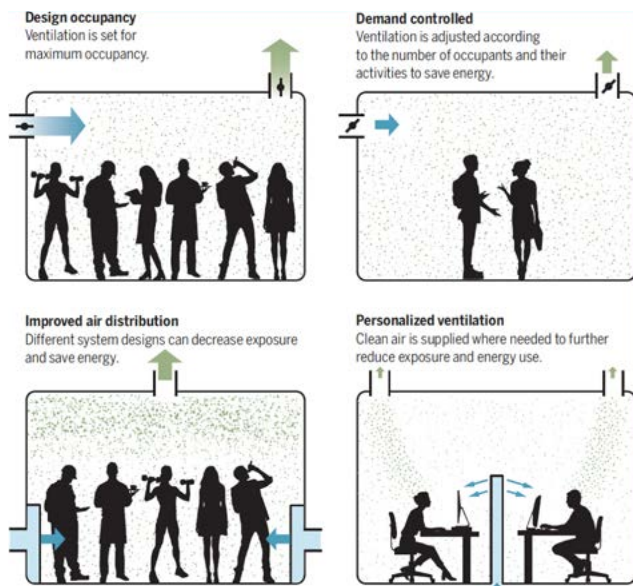 Design occupancy
Ventilation is set for
maximum occupancy.
Demand controlled
Ventilation is adjusted according
to the number of occupants and their
activities to save energy.
Improved air distribution
Different system designs can decrease exposure
and save energy.
Personalized ventilation
Clean air is supplied where needed to further
reduce exposure and energy use.